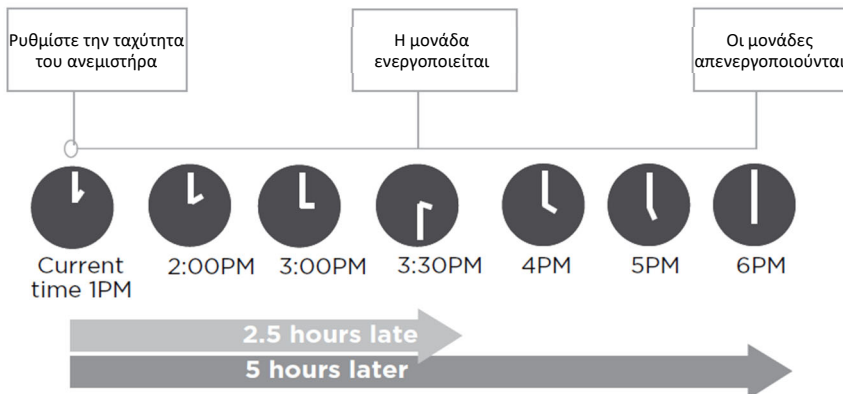 Ρυθμίστε την ταχύτητα
του ανεμιστήρα
Η μονάδα
ενεργοποιείται
Οι μονάδες
απενεργοποιούνται
Current
time 1PM
2:00PM
3:00PM
3:30PM
4PM
5PM
6PM
2.5 hours late
5 hours later